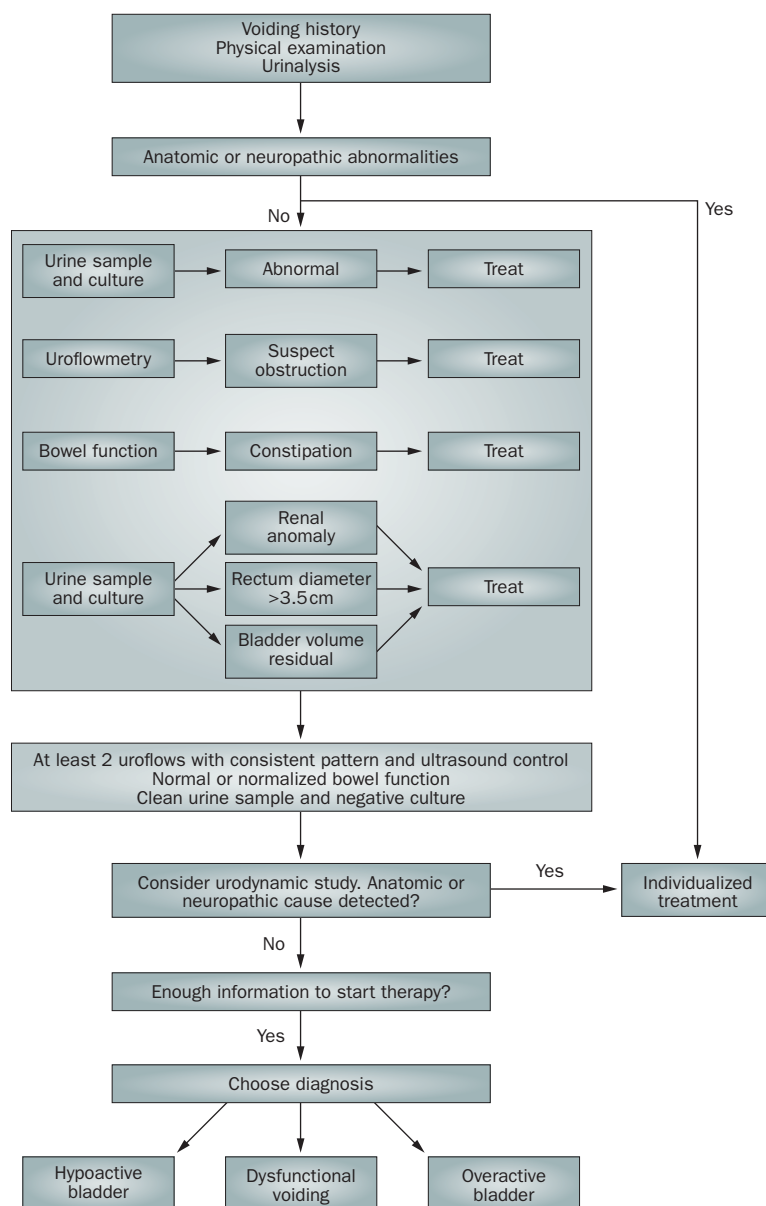 Voiding history
Physical examination
Urinalysis
Anatomic or neuropathic abnormalities
No
Yes
Urine sample
and culture
Abnormal
Treat
Uroflowmetry
Suspect
obstruction
Treat
Bowel function
Constipation
Treat
Urine sample
and culture
Renal
anomaly
Rectum diameter
>3.5cm
Bladder volume
residual
Treat
At least 2 uroflows with consistent pattern and ultrasound control
Normal or normalized bowel function
Clean urine sample and negative culture
Consider urodynamic study. Anatomic or
neuropathic cause detected?
Yes
Individualized
treatment
No
Enough information to start therapy?
Yes
Choose diagnosis
Hypoactive
bladder
Dysfunctional
voiding
Overactive
bladder